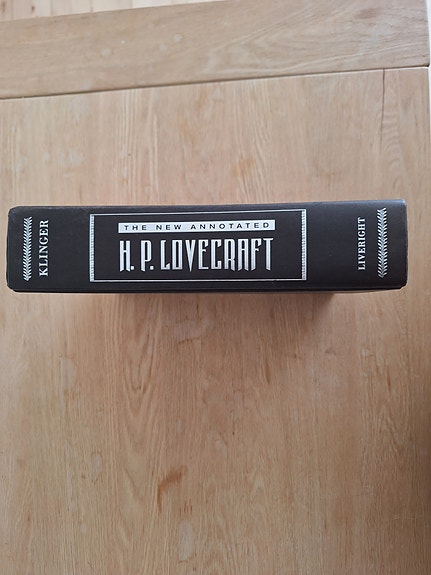 KLINGER
THE NEW ANNOTATED
H. P. LOVECRAFT
LIVERIGHT